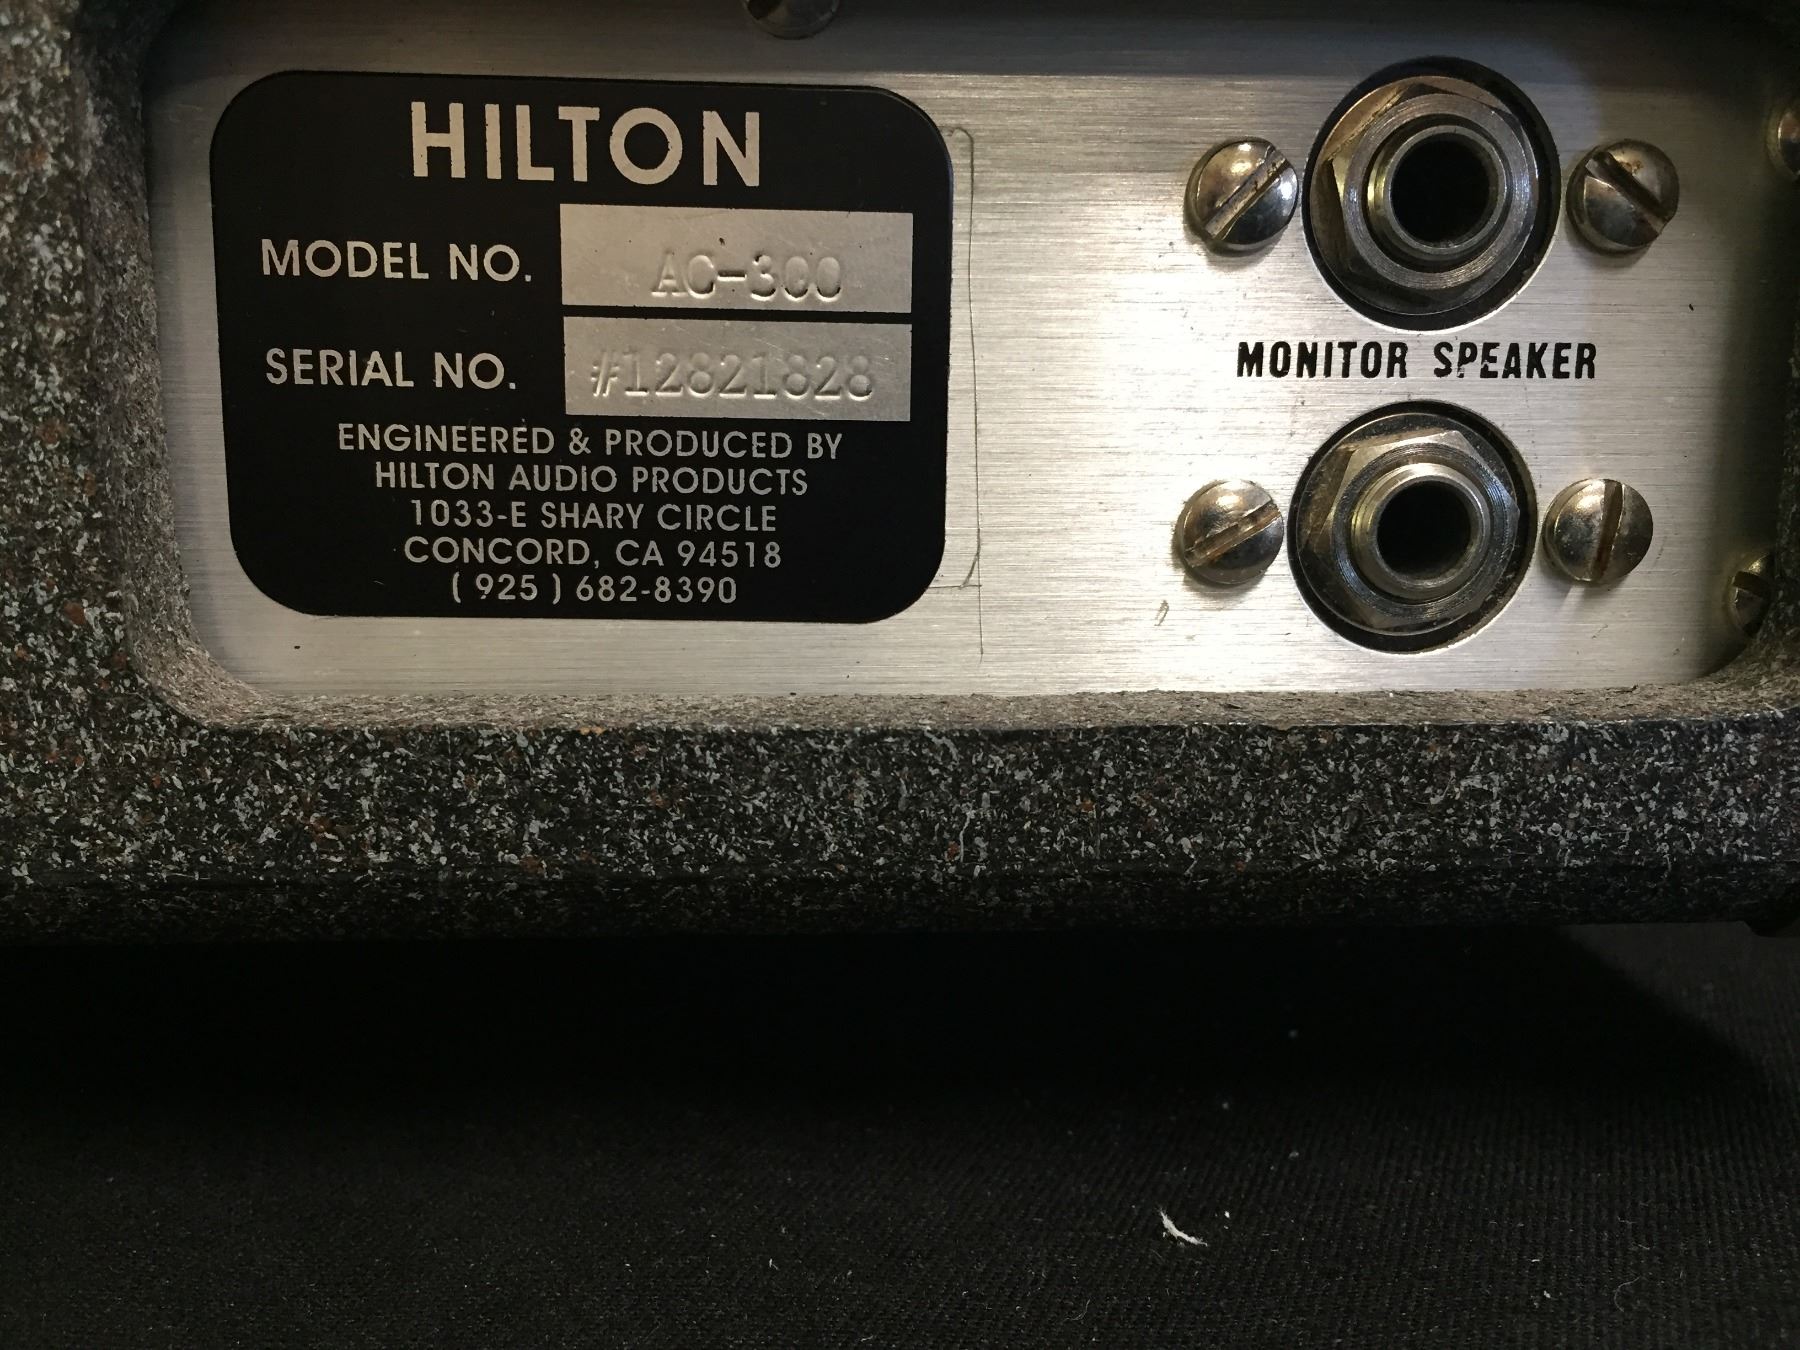 HILTON
MODEL NO. AC-300
SERIAL NO. #12821828
ENGINEERED & PRODUCED BY
HILTON AUDIO PRODUCTS
1033-E SHARY CIRCLE
CONCORD, CA 94518
( 925 ) 682-8390
MONITOR SPEAKER